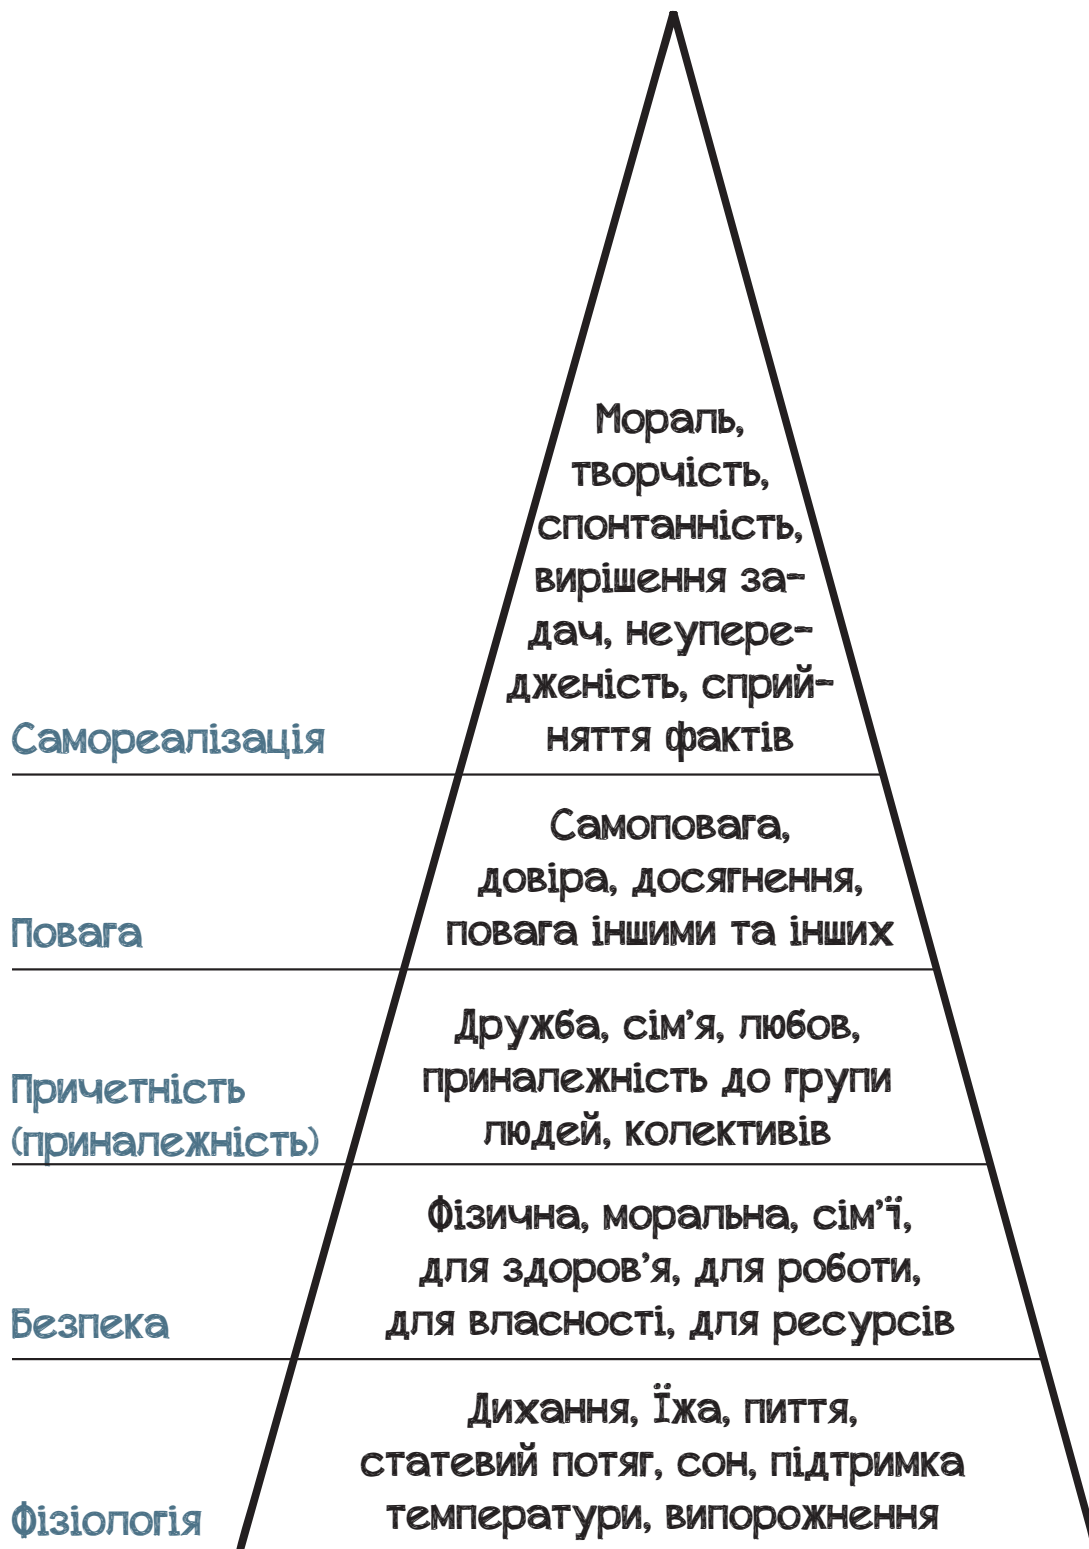 Мораль,
творчість,
спонтанність,
вирішення за-
дач, неупере-
дженість, сприй-
няття фактів
Самореалізація
Самоповага,
довіра, досягнення,
повага іншими та інших
Повага
Дружба, сім’я, любов,
приналежність до групи
людей, колективів
Причетність
(приналежність)
Фізична, моральна, сім’ї,
для здоров’я, для роботи,
для власності, для ресурсів
Безпека
Дихання, Їжа, пиття,
статевий потяг, сон, підтримка
температури, випорожнення
Фізіологія